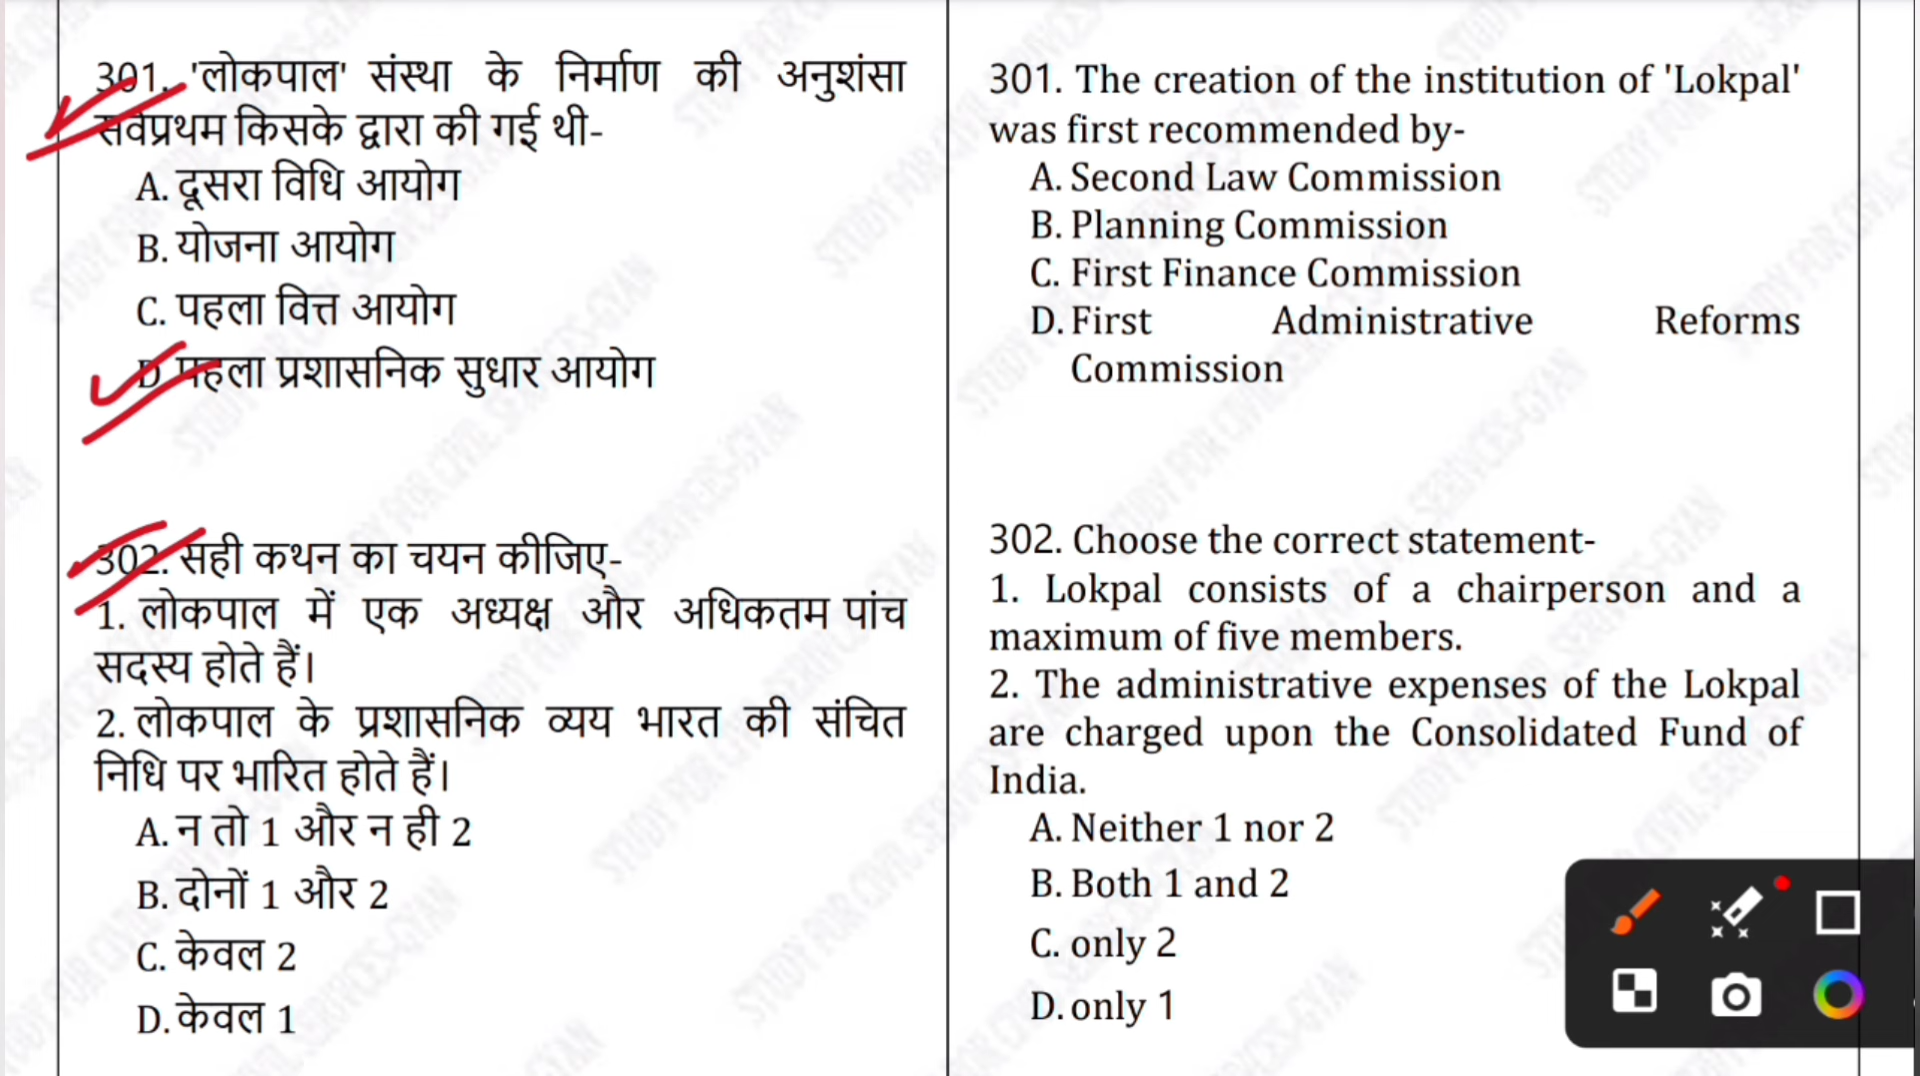 301. 'लोकपाल' संस्था के निर्माण की अनुशंसा
सर्वप्रथम किसके द्वारा की गई थी-
A. दूसरा विधि आयोग
B. योजना आयोग
C. पहला वित्त आयोग
D पहला प्रशासनिक सुधार आयोग
302. सही कथन का चयन कीजिए-
1. लोकपाल में एक अध्यक्ष और अधिकतम पांच
सदस्य होते हैं।
2. लोकपाल के प्रशासनिक व्यय भारत की संचित
निधि पर भारित होते हैं।
A. न तो 1 और न ही 2
B. दोनों 1 और 2
C. केवल 2
D. केवल 1
301. The creation of the institution of 'Lokpal'
was first recommended by-
A. Second Law Commission
B. Planning Commission
C. First Finance Commission
D. First Administrative Reforms
Commission
302. Choose the correct statement-
1. Lokpal consists of a chairperson and a
maximum of five members.
2. The administrative expenses of the Lokpal
are charged upon the Consolidated Fund of
India.
A. Neither 1 nor 2
B. Both 1 and 2
C. only 2
D. only 1